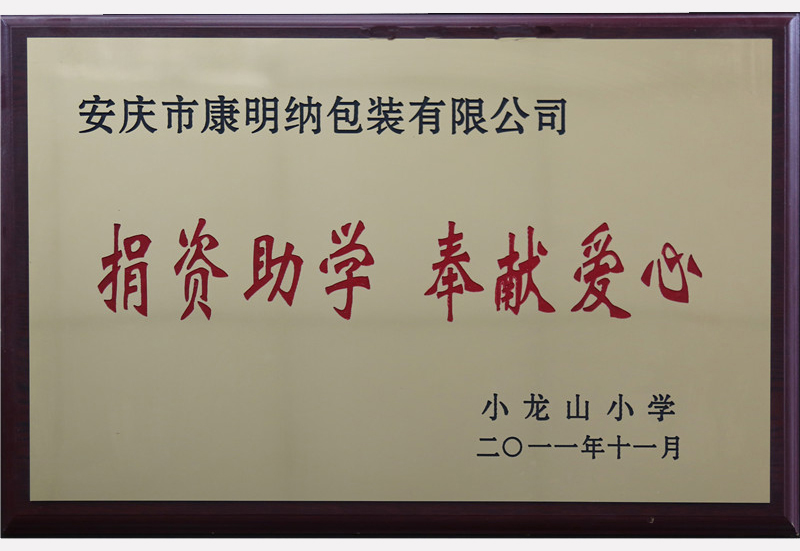 安庆市康明纳包装有限公司
捐资助学 奉献爱心
小龙山小学
二〇一一年十一月